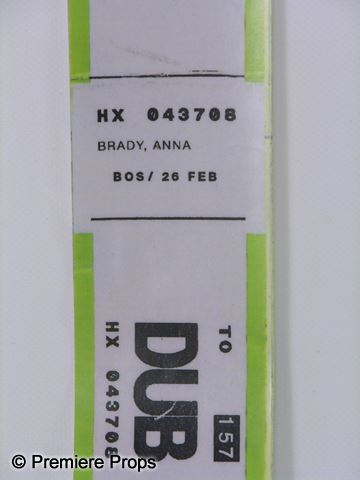 HX 043708
BRADY, ANNA
BOS/ 26 FEB
TO
157
DUB
HX 043708
© Premiere Props